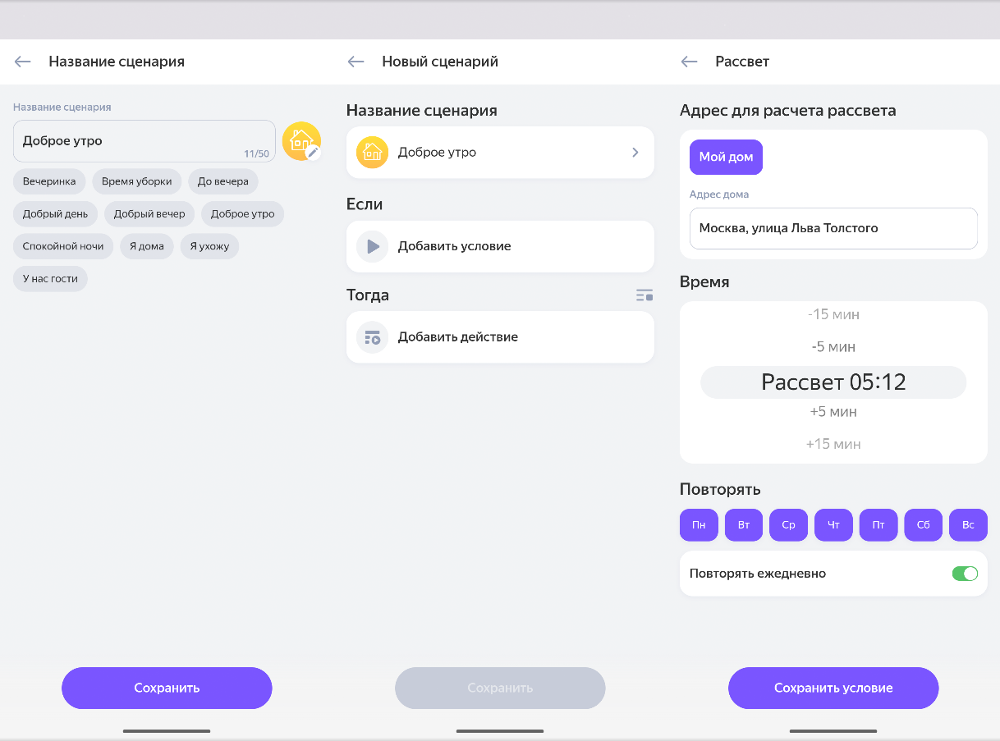 Название сценария
Название сценария
Доброе утро
11/50
Вечеринка Время уборки До вечера
Добрый день Добрый вечер Доброе утро
Спокойной ночи Я дома Я ухожу
У нас гости
Сохранить
Новый сценарий
Название сценария
Доброе утро
Если
Добавить условие
Тогда
Добавить действие
Сохранить
Рассвет
Адрес для расчета рассвета
Мой дом
Адрес дома
Москва, улица Льва Толстого
Время
-15 мин
-5 мин
Рассвет 05:12
+5 мин
+15 мин
Повторять
Пн Вт Ср Чт Пт Сб Вс
Повторять ежедневно
Сохранить условие